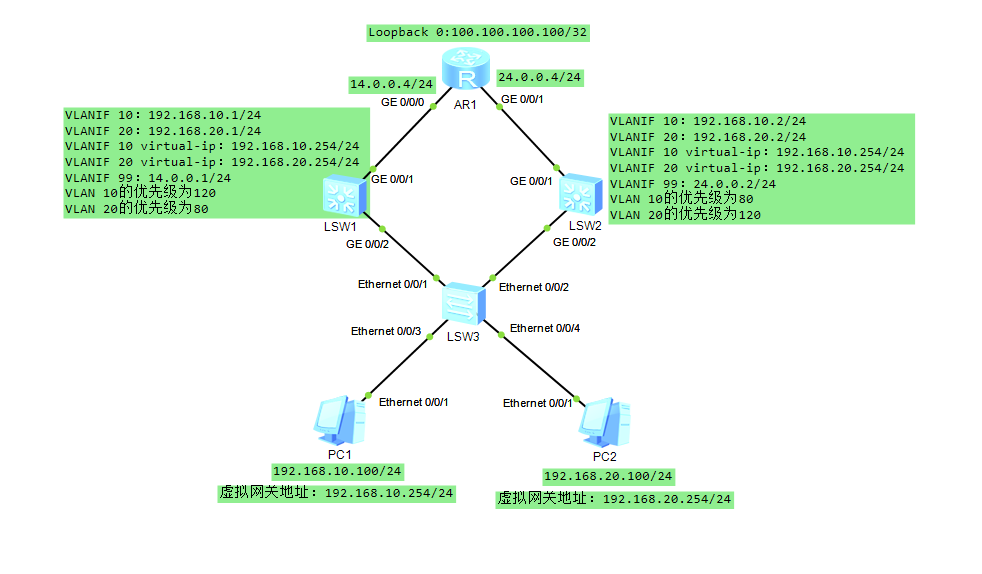 Loopback 0:100.100.100.100/32
14.0.0.4/24
24.0.0.4/24
R
GE 0/0/0
GE 0/0/1
AR1
VLANIF 10：192.168.10.1/24
VLANIF 20：192.168.20.1/24
VLANIF 10 virtual-ip：192.168.10.254/24
VLANIF 20 virtual-ip：192.168.20.254/24
VLANIF 99：14.0.0.1/24
VLAN 10的优先级为120
VLAN 20的优先级为80
VLANIF 10：192.168.10.2/24
VLANIF 20：192.168.20.2/24
VLANIF 10 virtual-ip：192.168.10.254/24
VLANIF 20 virtual-ip：192.168.20.254/24
VLANIF 99：24.0.0.2/24
VLAN 10的优先级为80
VLAN 20的优先级为120
GE 0/0/1
GE 0/0/1
LSW1
LSW2
GE 0/0/2
GE 0/0/2
Ethernet 0/0/1
Ethernet 0/0/2
Ethernet 0/0/3
Ethernet 0/0/4
LSW3
Ethernet 0/0/1
Ethernet 0/0/1
PC1
PC2
192.168.10.100/24
192.168.20.100/24
虚拟网关地址：192.168.10.254/24
虚拟网关地址：192.168.20.254/24